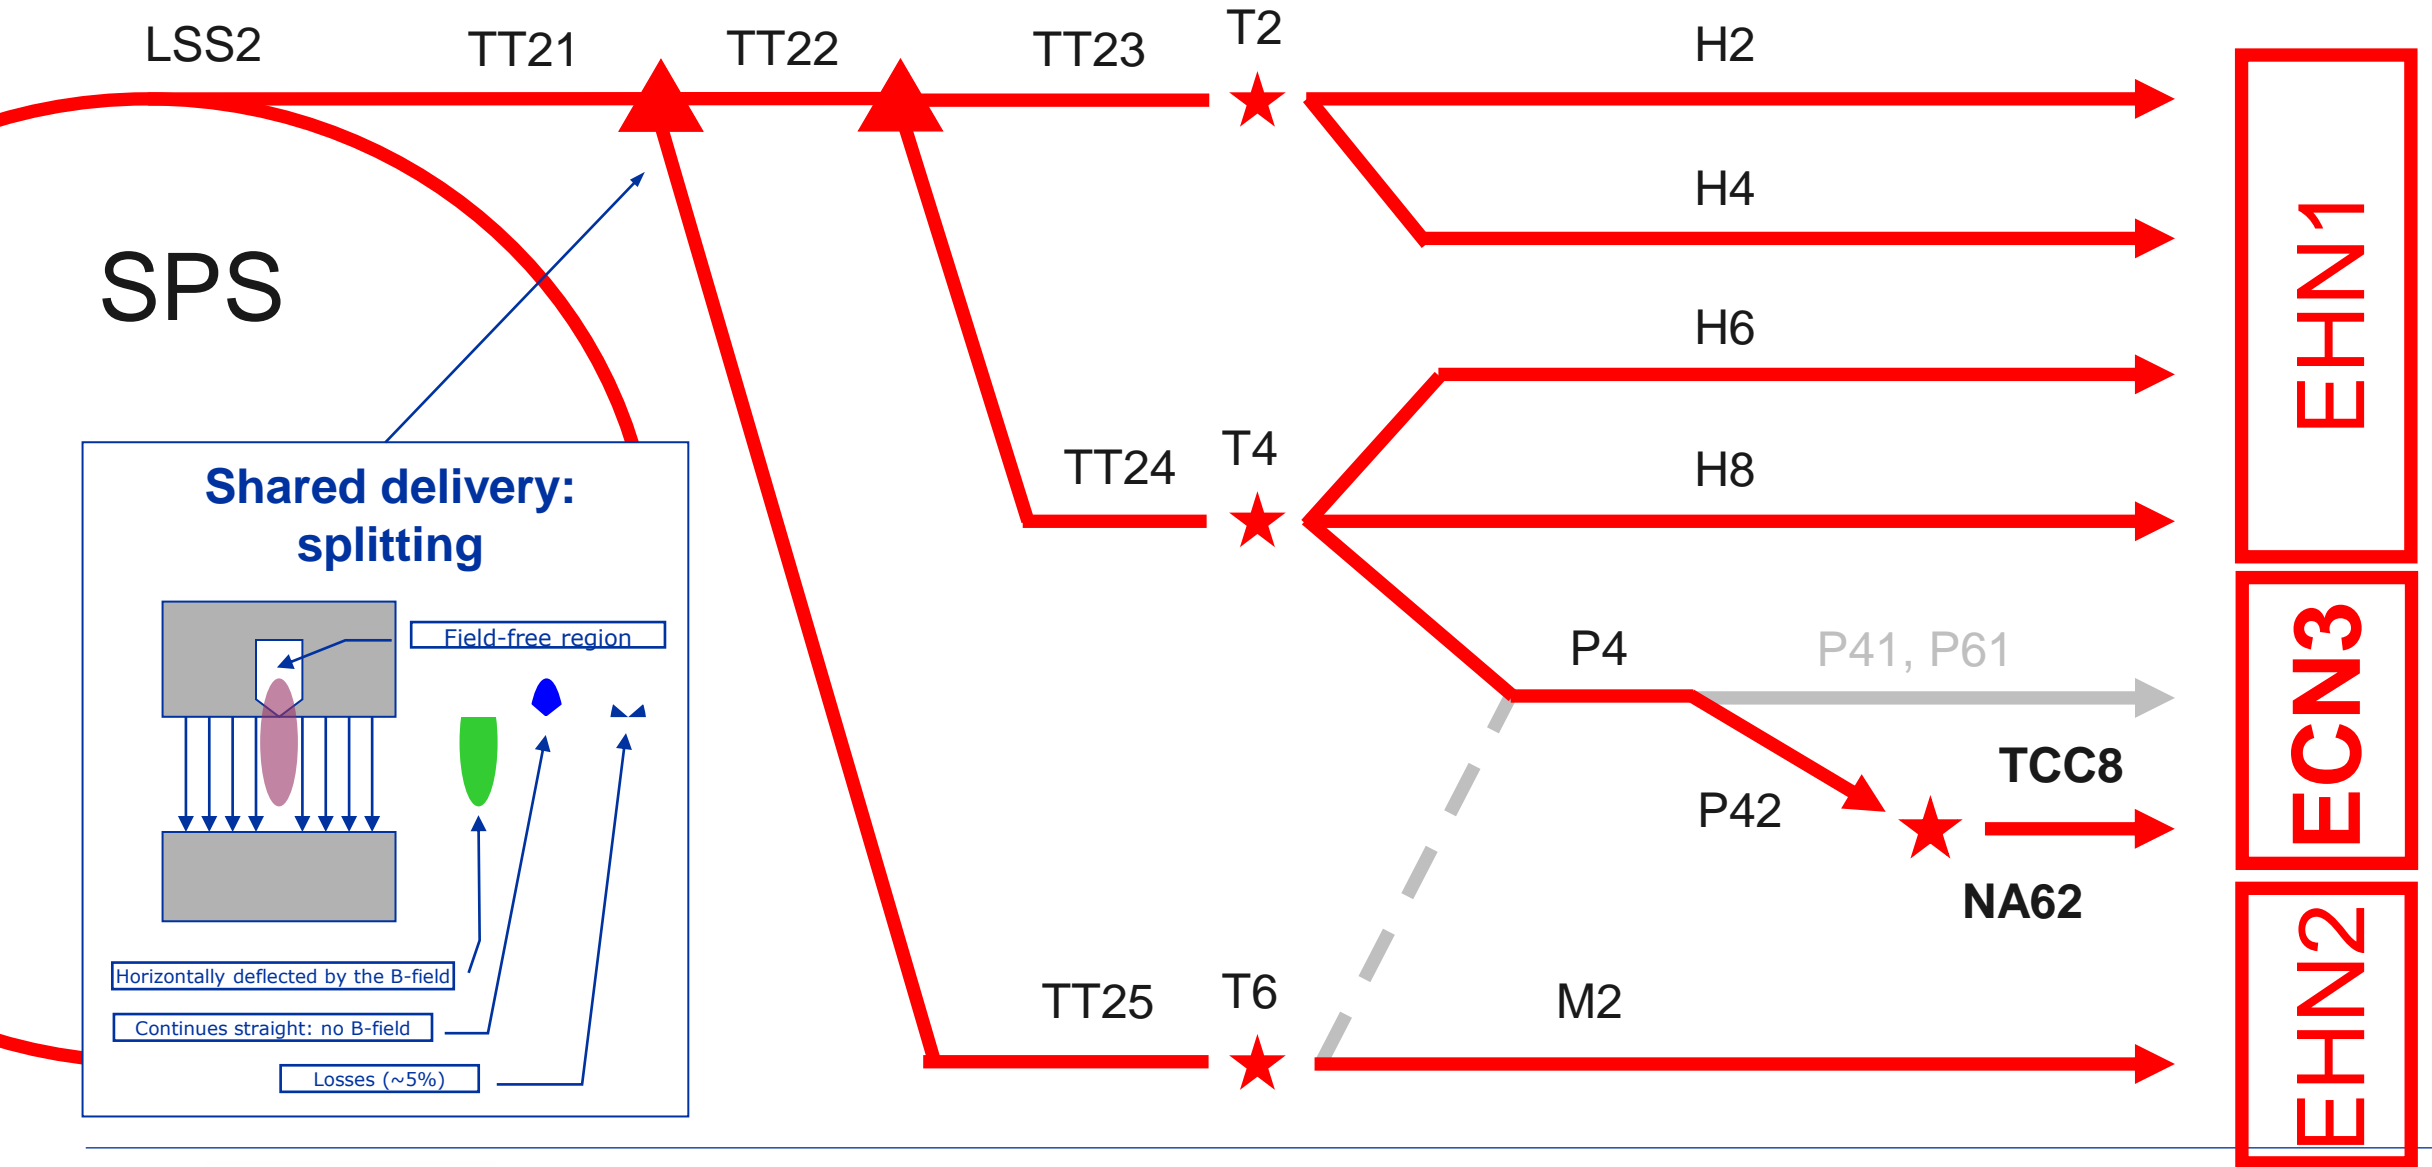 LSS2
TT21
TT22
TT23
T2
H2
H4
H6
H8
SPS
EHN1
TT24
T4
Shared delivery:
splitting
Field-free region
P4
P41, P61
ECN3
TCC8
P42
NA62
Horizontally deflected by the B-field
Continues straight: no B-field
Losses (~5%)
TT25
T6
M2
EHN2